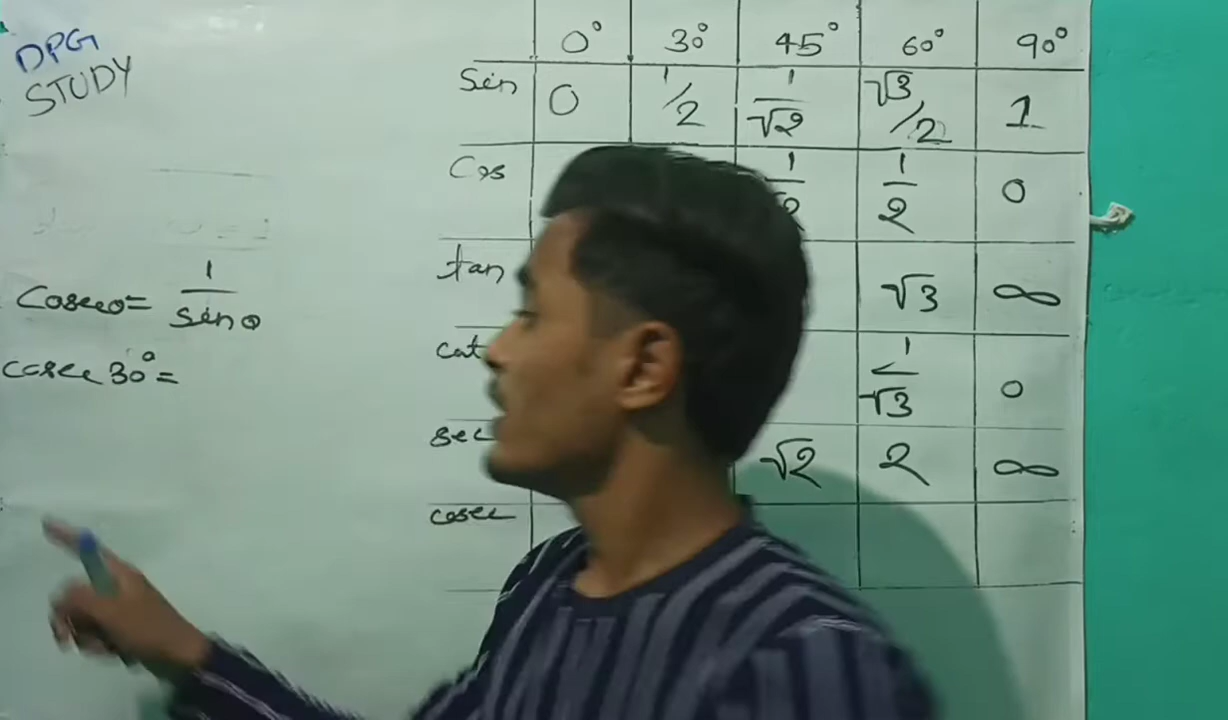 DPG
STUDY
0° 30° 45° 60° 90°
Sin 0 1/2 1/√2 √3/2 1
Cos 1/2 0
tan √3 ∞
cat 1/√3 0
sec √2 2 ∞
cosec
Cosecθ = 1/sinθ
cosec 30° =